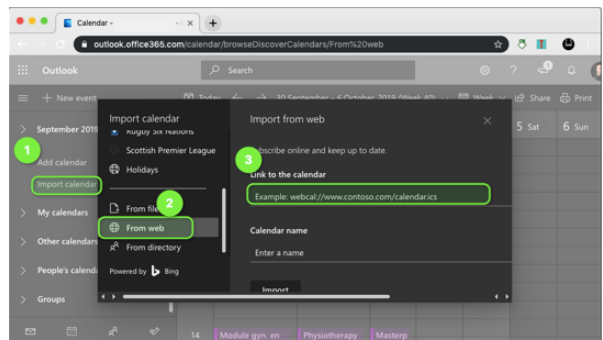 Calendar -
outlook.office365.com/calendar/browseDiscoverCalendars/From%20web
Outlook
Search
New event
Today
30 September – 6 October 2019 (Week 40)
Week
Share
Print
September 2019
5 Sat
6 Sun
1
Add calendar
Import calendar
My calendars
Other calendars
People's calend
Groups
Import calendar
Rugby Six Nations
Scottish Premier League
Holidays
From file
2
From web
From directory
Powered by Bing
Import from web
Subscribe online and keep up to date.
3
Link to the calendar
Example: webcal://www.contoso.com/calendar.ics
Calendar name
Enter a name
Import
14
Module gyn. en
Physiotherapy
Masterp